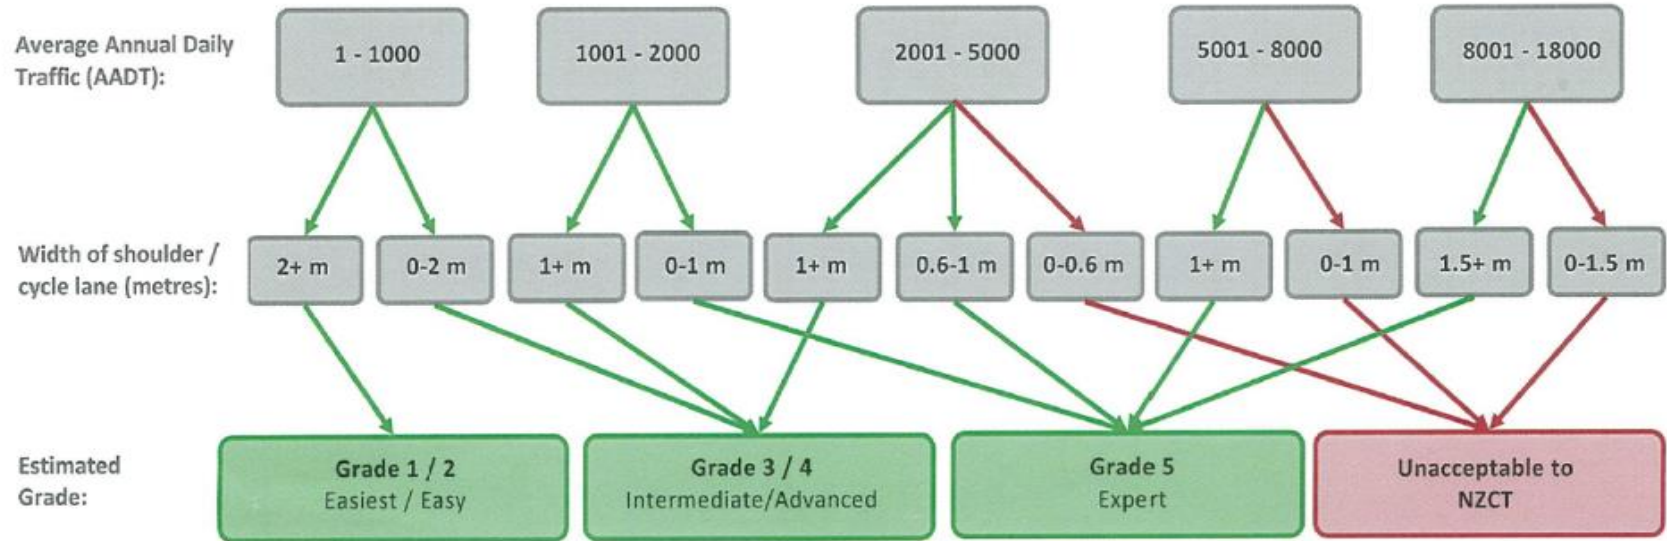 Average Annual Daily
Traffic (AADT):
1 - 1000
1001 - 2000
2001 - 5000
5001 - 8000
8001 - 18000
Width of shoulder /
cycle lane (metres):
2+ m
0-2 m
1+ m
0-1 m
1+ m
0.6-1 m
0-0.6 m
1+ m
0-1 m
1.5+ m
0-1.5 m
Estimated
Grade:
Grade 1 / 2
Easiest / Easy
Grade 3 / 4
Intermediate/Advanced
Grade 5
Expert
Unacceptable to
NZCT